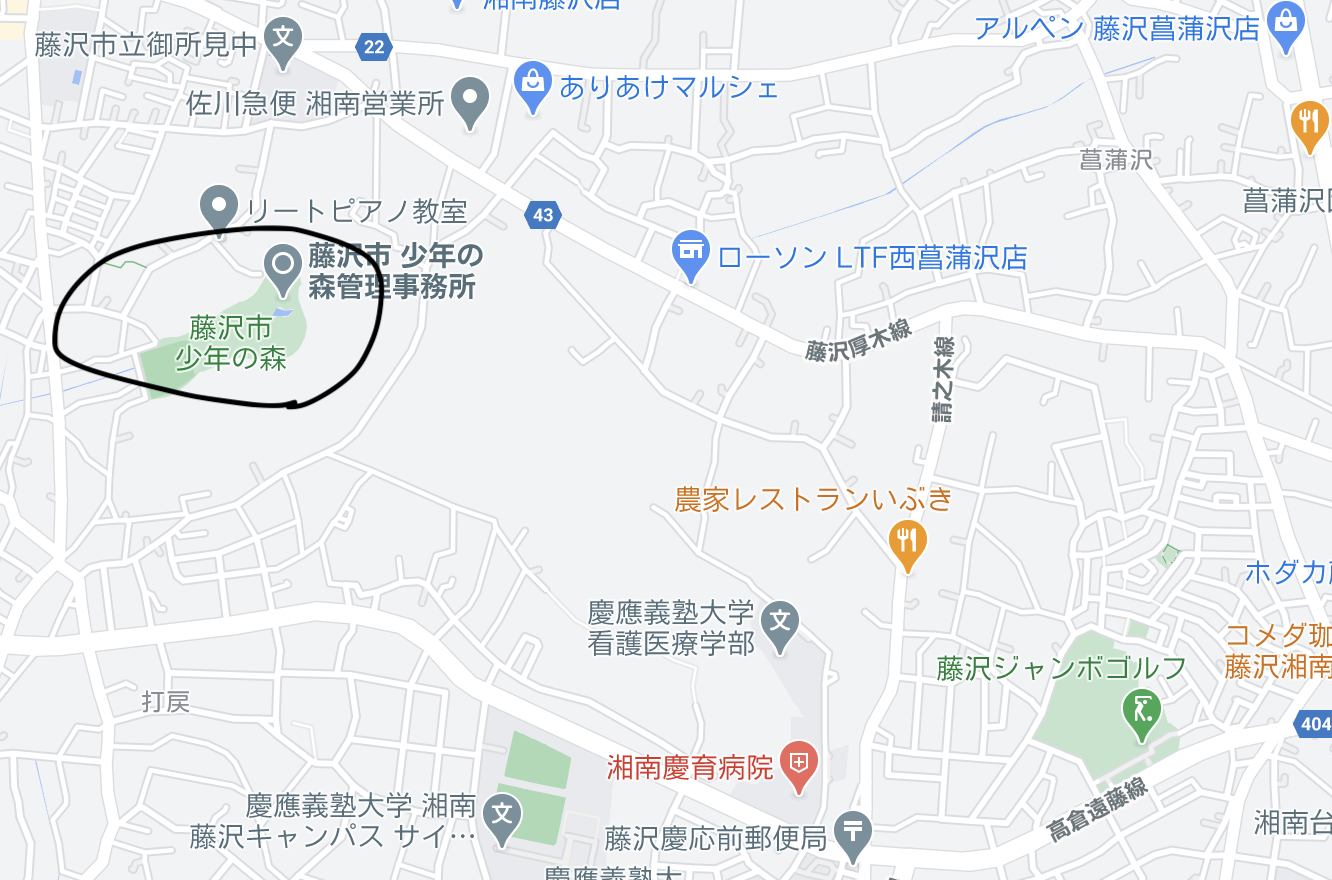 湘南藤沢店
アルペン 藤沢菖蒲沢店
藤沢市立御所見中
22
ありあけマルシェ
佐川急便 湘南営業所
菖蒲沢
菖蒲沢
リートピアノ教室
43
藤沢市 少年の
森管理事務所
ローソン LTF西菖蒲沢店
藤沢市
少年の森
藤沢厚木線
請之木線
農家レストランいぶき
ホダカ
慶應義塾大学
看護医療学部
コメダ珈
藤沢湘南
藤沢ジャンボゴルフ
打戻
404
湘南慶育病院
慶應義塾大学 湘南
藤沢キャンパス サイ…
藤沢慶応前郵便局
高倉遠藤線
湘南台
慶應義塾大